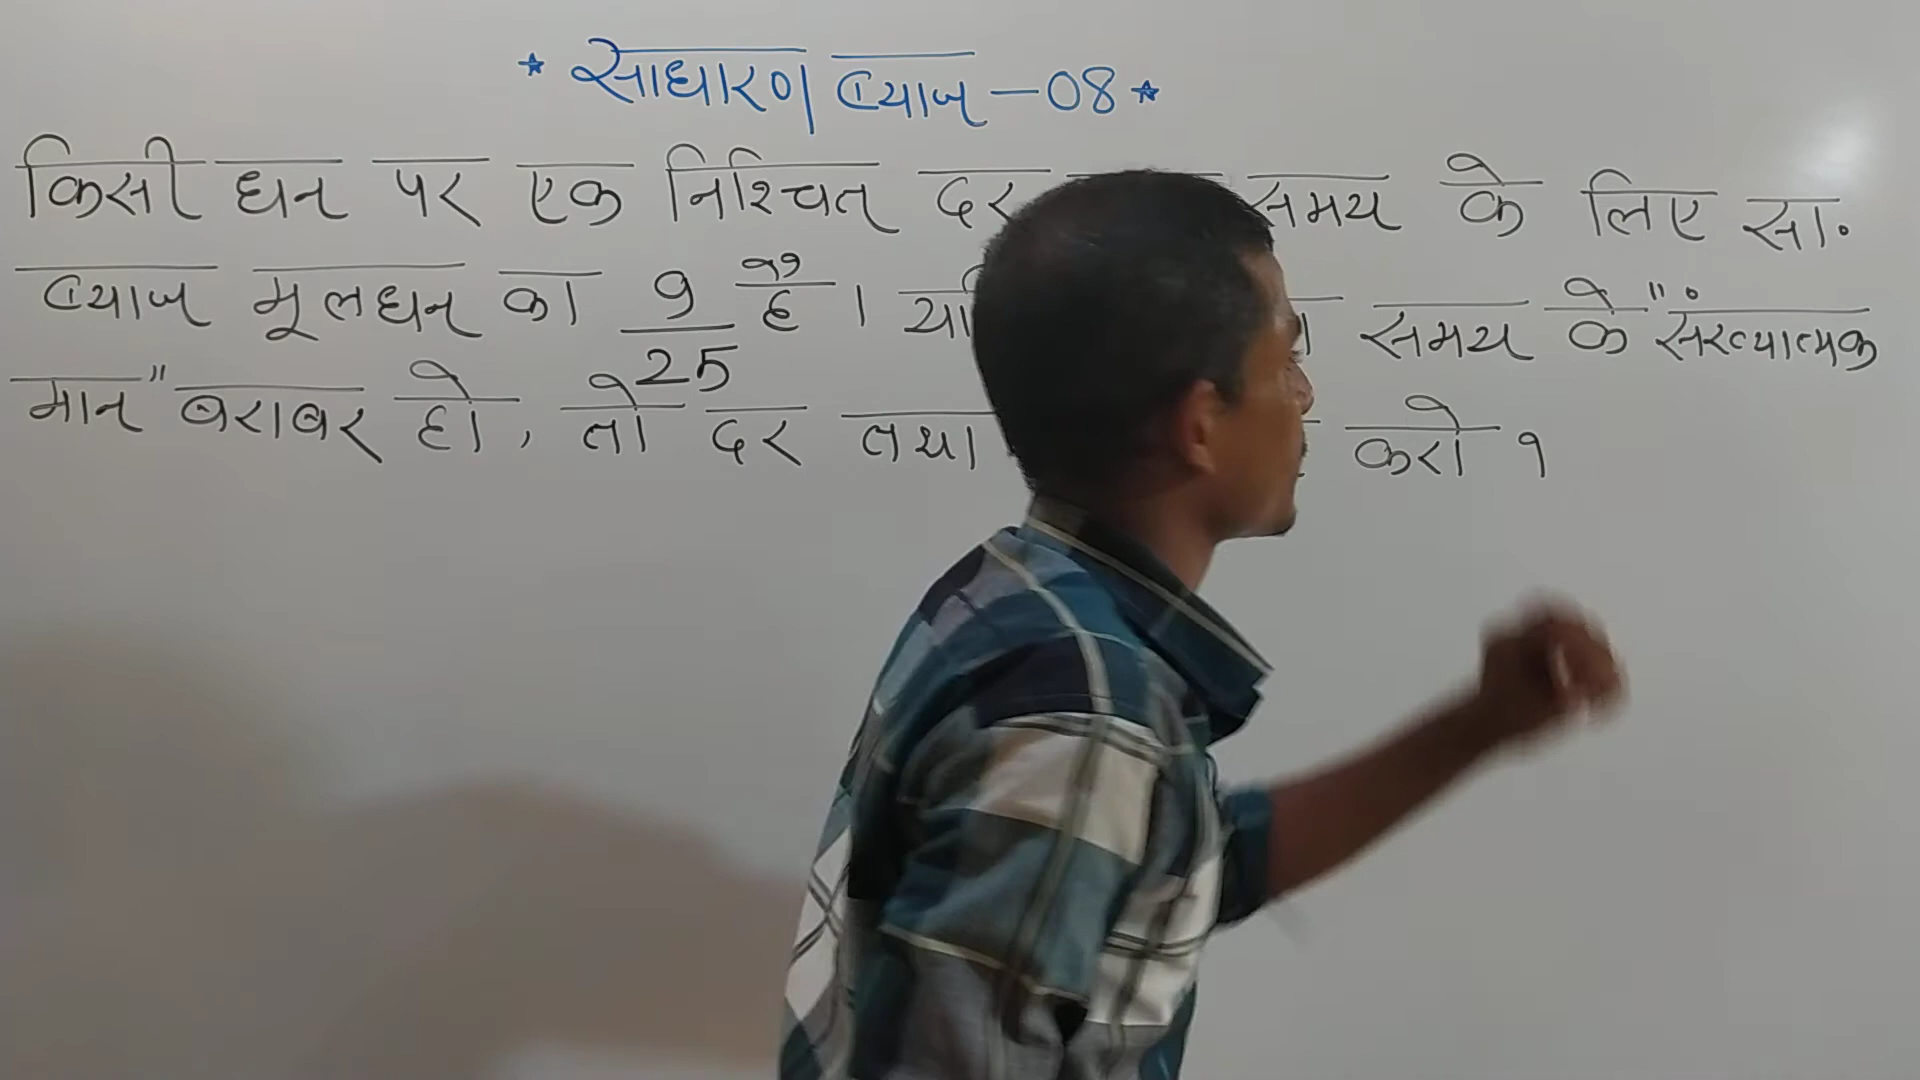 * साधारण ब्याज - 08 *
किसी धन पर एक निश्चित दर समय के लिए सा.
ब्याज मूलधन का 9/25 है । समय के "संख्यात्मक
मान" बराबर हो, तो दर तथा करो ?